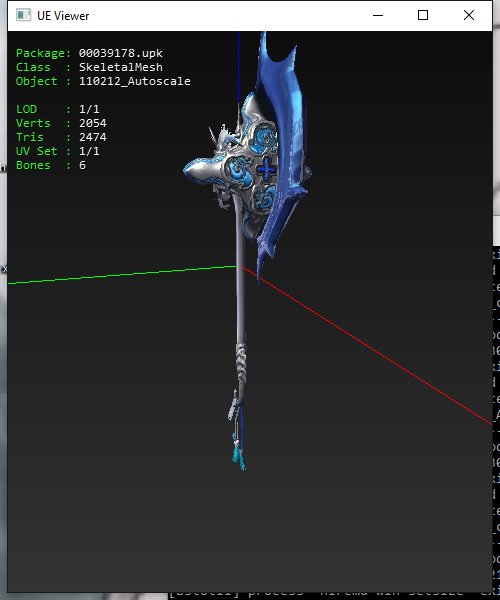 UE Viewer
Package: 00039178.upk
Class  : SkeletalMesh
Object : 110212_Autoscale
LOD    : 1/1
Verts  : 2054
Tris   : 2474
UV Set : 1/1
Bones  : 6